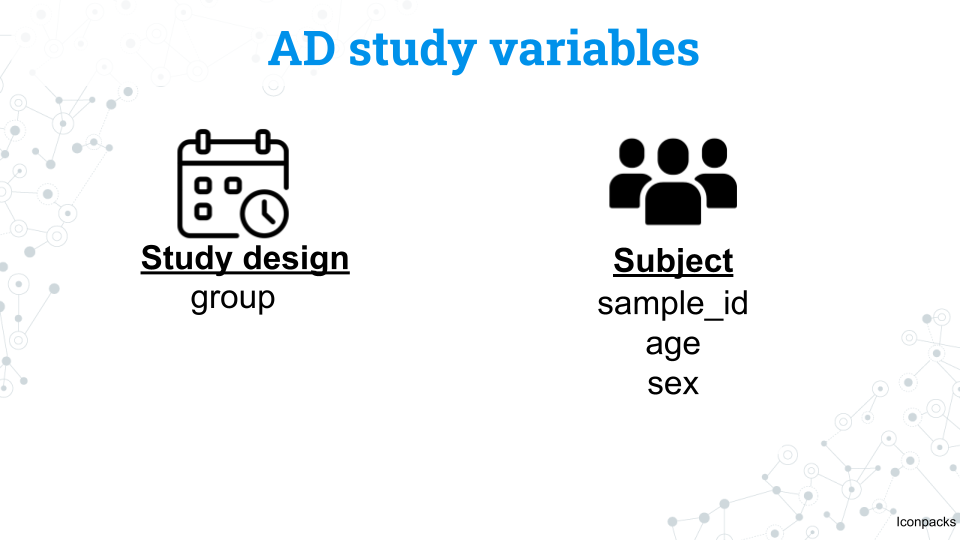 AD study variables
Study design
group
Subject
sample_id
age
sex
Iconpacks